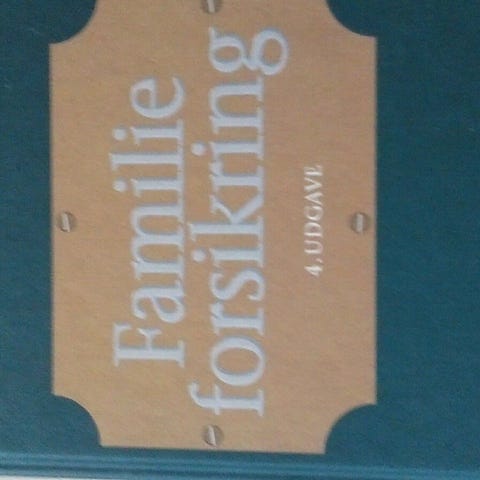 Familie
forsikring
4. UDGAVE